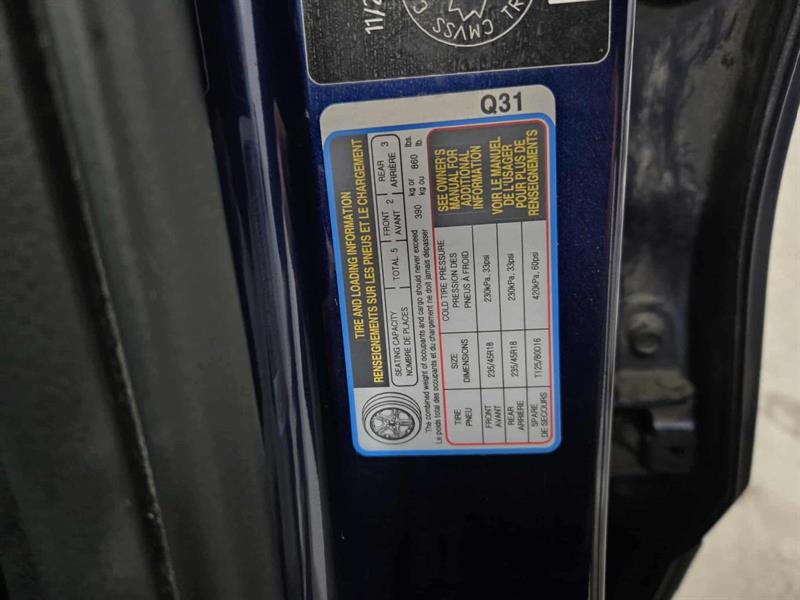 11/2
CMVSS
TR
Q31
TIRE AND LOADING INFORMATION
RENSEIGNEMENTS SUR LES PNEUS ET LE CHARGEMENT
SEATING CAPACITY TOTAL 5 FRONT 2 REAR 3
NOMBRE DE PLACES AVANT ARRIÈRE
The combined weight of occupants and cargo should never exceed 390 kg or 860 lbs.
Le poids total des occupants et du chargement ne doit jamais dépasser kg ou lb.
TIRE SIZE COLD TIRE PRESSURE
PNEU DIMENSIONS PRESSION DES
PNEUS À FROID
FRONT 235/45R18 230kPa, 33psi
AVANT
REAR 235/45R18 230kPa, 33psi
ARRIÈRE
SPARE T125/80D16 420kPa, 60psi
DE SECOURS
SEE OWNER'S
MANUAL FOR
ADDITIONAL
INFORMATION
VOIR LE MANUEL
DE L'USAGER
POUR PLUS DE
RENSEIGNEMENTS